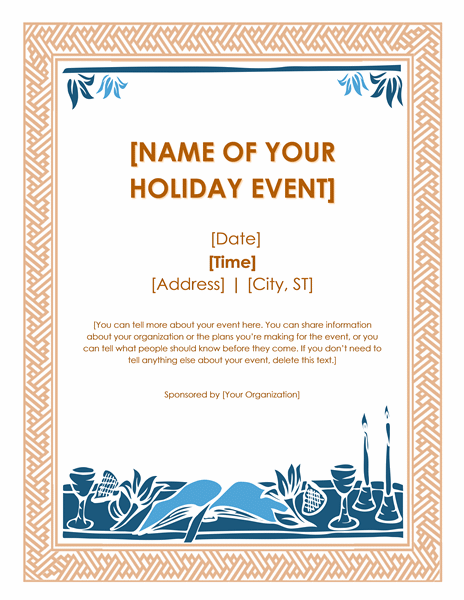 [NAME OF YOUR
HOLIDAY EVENT]
[Date]
[Time]
[Address] | [City, ST]
[You can tell more about your event here. You can share information
about your organization or the plans you’re making for the event, or you
can tell what people should know before they come. If you don’t need to
tell anything else about your event, delete this text.]
Sponsored by [Your Organization]